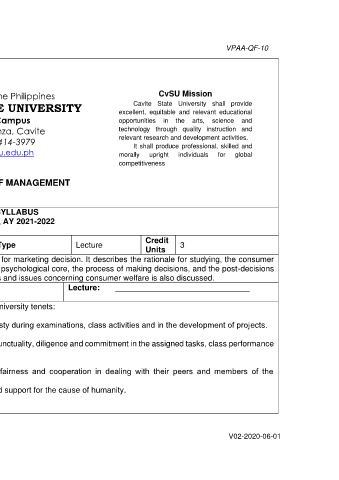 VPAA-QF-10
he Philippines
E UNIVERSITY
Campus
nza, Cavite
414-3979
u.edu.ph
CvSU Mission
Cavite State University shall provide
excellent, equitable and relevant educational
opportunities in the arts, science and
technology through quality instruction and
relevant research and development activities.
It shall produce professional, skilled and
morally upright individuals for global
competitiveness
F MANAGEMENT
YLLABUS
, AY 2021-2022
Type Lecture Credit Units 3
for marketing decision. It describes the rationale for studying, the consumer
psychological core, the process of making decisions, and the post-decisions
s and issues concerning consumer welfare is also discussed.
Lecture: ______________________________
niversity tenets:
sty during examinations, class activities and in the development of projects.
unctuality, diligence and commitment in the assigned tasks, class performance
fairness and cooperation in dealing with their peers and members of the
d support for the cause of humanity.
V02-2020-06-01